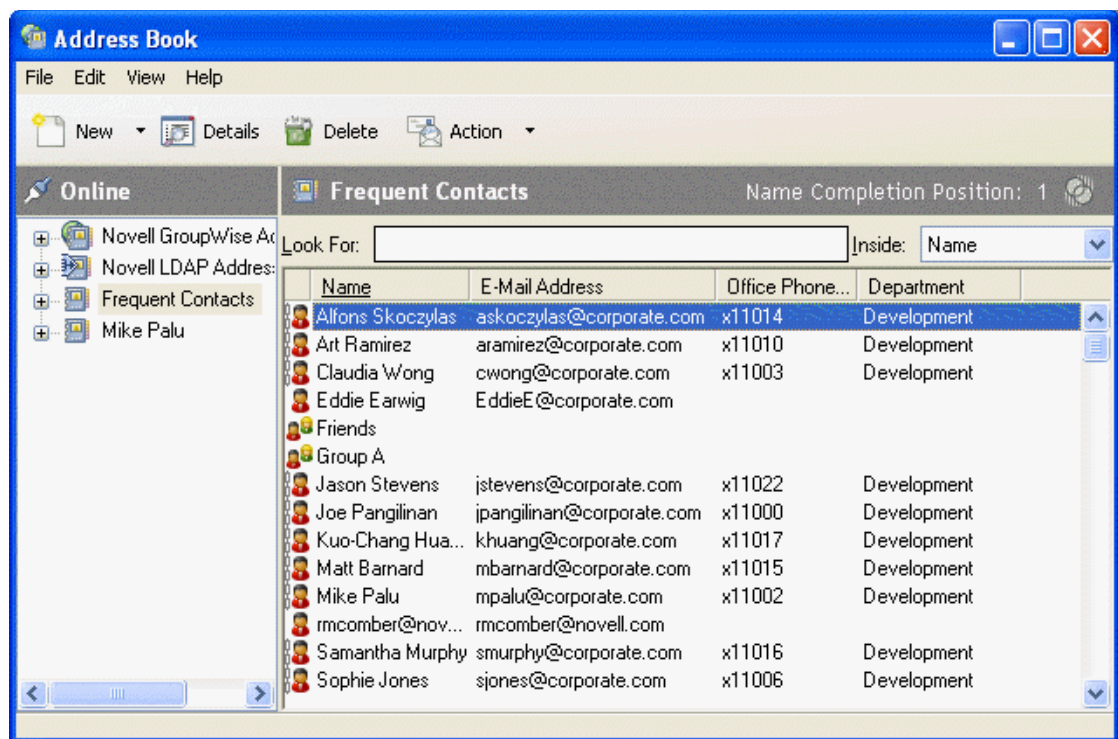 Address Book
File Edit View Help
New Details Delete Action
Online Frequent Contacts Name Completion Position: 1
Novell GroupWise Ad
Novell LDAP Address
Frequent Contacts
Mike Palu
Look For: Inside: Name
Name E-Mail Address Office Phone... Department
Alfons Skoczylas askoczylas@corporate.com x11014 Development
Art Ramirez aramirez@corporate.com x11010 Development
Claudia Wong cwong@corporate.com x11003 Development
Eddie Earwig EddieE@corporate.com
Friends
Group A
Jason Stevens jstevens@corporate.com x11022 Development
Joe Pangilinan jpangilinan@corporate.com x11000 Development
Kuo-Chang Hua... khuang@corporate.com x11017 Development
Matt Barnard mbarnard@corporate.com x11015 Development
Mike Palu mpalu@corporate.com x11002 Development
rmcomber@nov... rmcomber@novell.com
Samantha Murphy smurphy@corporate.com x11016 Development
Sophie Jones sjones@corporate.com x11006 Development